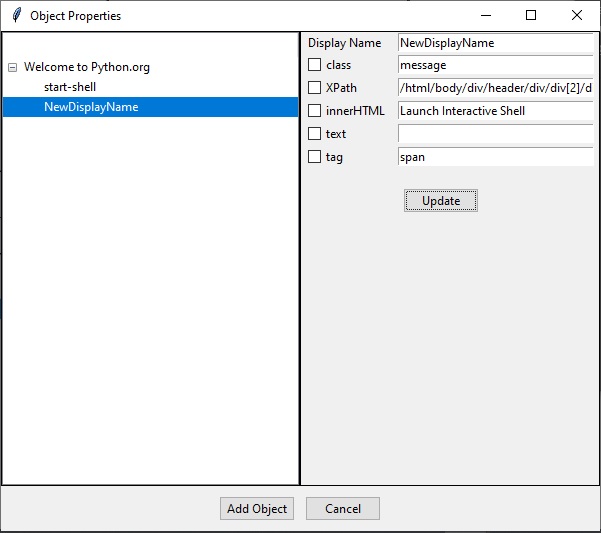 Object Properties
Welcome to Python.org
start-shell
NewDisplayName
Display Name NewDisplayName
class message
XPath /html/body/div/header/div/div[2]/d
innerHTML Launch Interactive Shell
text
tag span
Update
Add Object Cancel